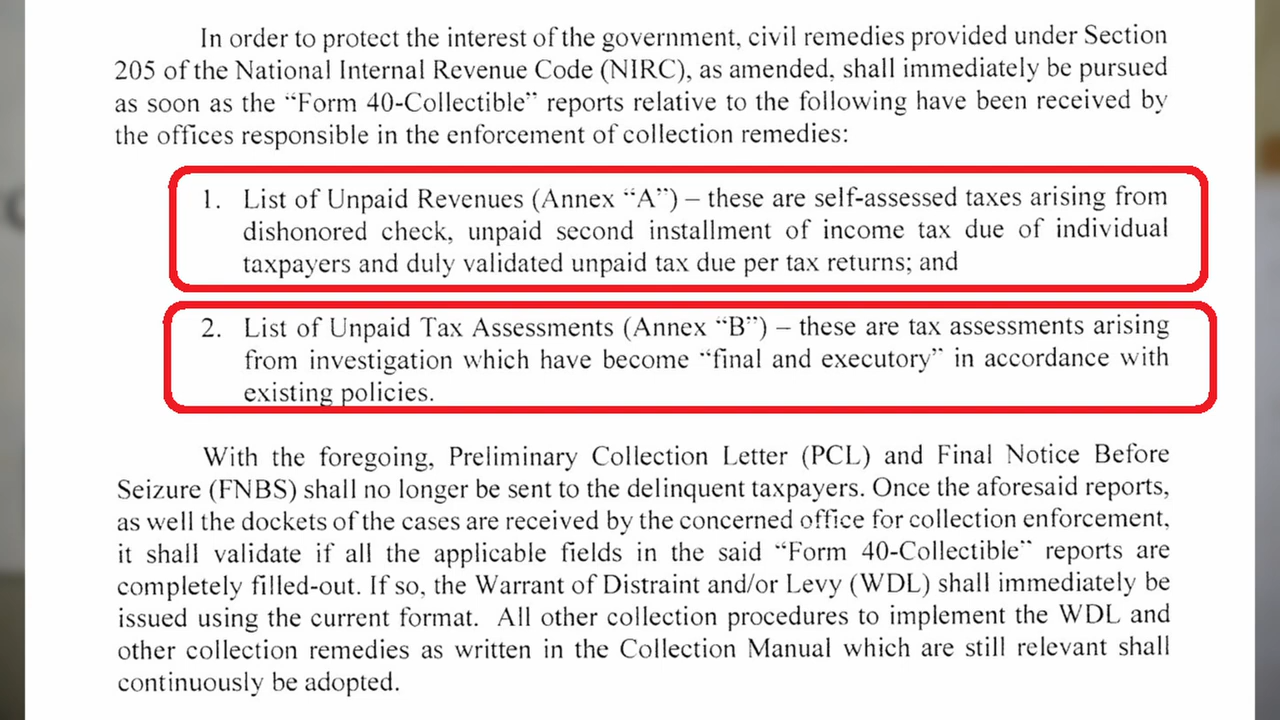 In order to protect the interest of the government, civil remedies provided under Section
205 of the National Internal Revenue Code (NIRC), as amended, shall immediately be pursued
as soon as the “Form 40-Collectible” reports relative to the following have been received by
the offices responsible in the enforcement of collection remedies:
1. List of Unpaid Revenues (Annex “A”) – these are self-assessed taxes arising from
dishonored check, unpaid second installment of income tax due of individual
taxpayers and duly validated unpaid tax due per tax returns; and
2. List of Unpaid Tax Assessments (Annex “B”) – these are tax assessments arising
from investigation which have become “final and executory” in accordance with
existing policies.
With the foregoing, Preliminary Collection Letter (PCL) and Final Notice Before
Seizure (FNBS) shall no longer be sent to the delinquent taxpayers. Once the aforesaid reports,
as well the dockets of the cases are received by the concerned office for collection enforcement,
it shall validate if all the applicable fields in the said “Form 40-Collectible” reports are
completely filled-out. If so, the Warrant of Distraint and/or Levy (WDL) shall immediately be
issued using the current format. All other collection procedures to implement the WDL and
other collection remedies as written in the Collection Manual which are still relevant shall
continuously be adopted.